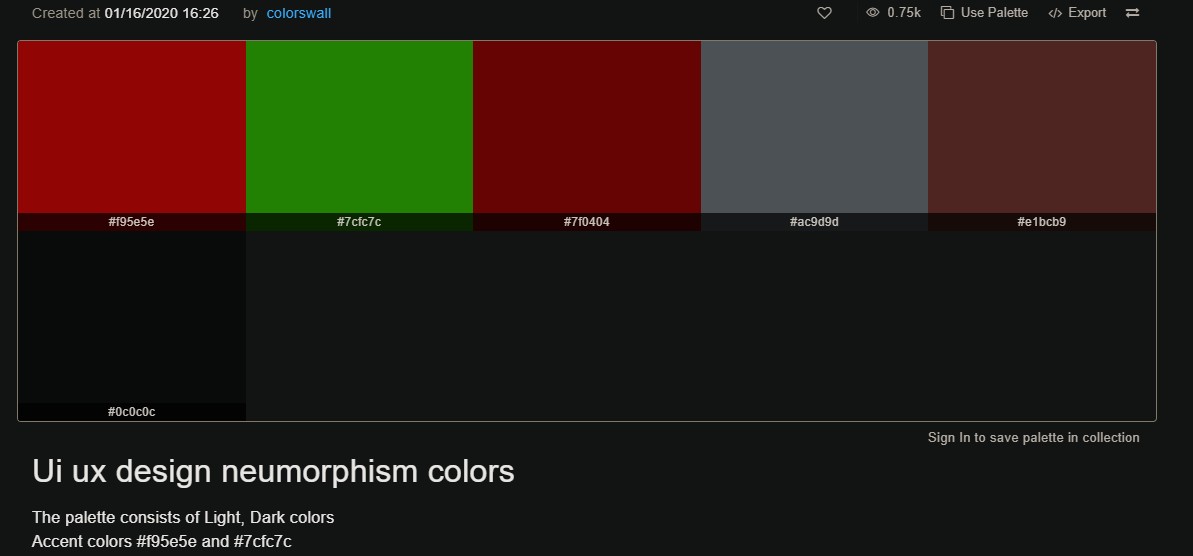 Created at 01/16/2020 16:26 by colorswall 0.75k Use Palette Export
#f95e5e #7cfc7c #7f0404 #ac9d9d #e1bcb9
#0c0c0c
Sign In to save palette in collection
Ui ux design neumorphism colors
The palette consists of Light, Dark colors
Accent colors #f95e5e and #7cfc7c